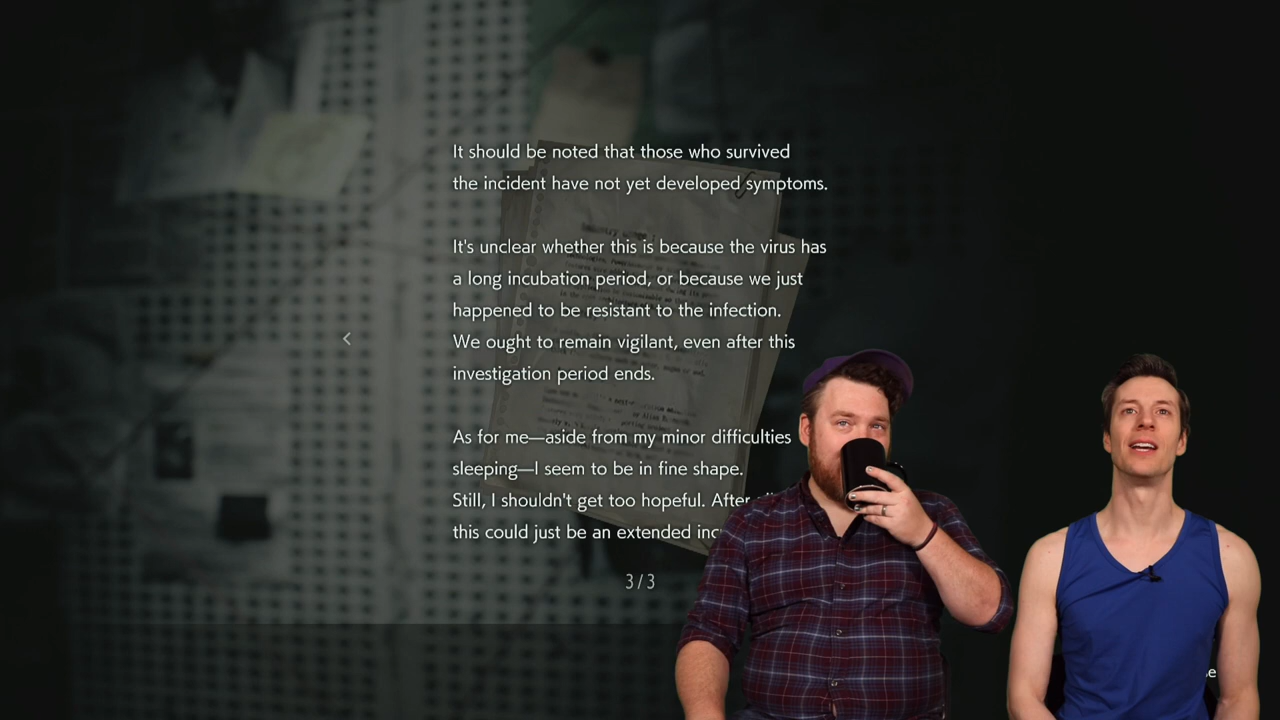 It should be noted that those who survived
the incident have not yet developed symptoms.
It's unclear whether this is because the virus has
a long incubation period, or because we just
happened to be resistant to the infection.
We ought to remain vigilant, even after this
investigation period ends.
As for me—aside from my minor difficulties
sleeping—I seem to be in fine shape.
Still, I shouldn't get too hopeful. After
this could just be an extended
3/3